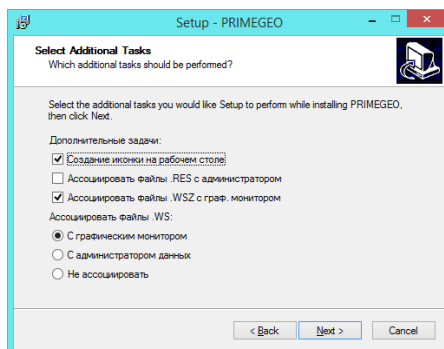 Setup - PRIMEGEO
Select Additional Tasks
Which additional tasks should be performed?
Select the additional tasks you would like Setup to perform while installing PRIMEGEO,
then click Next.
Дополнительные задачи:
Создание иконки на рабочем столе
Ассоциировать файлы .RES с администратором
Ассоциировать файлы .WSZ с граф. монитором
Ассоциировать файлы .WS:
С графическим монитором
С администратором данных
Не ассоциировать
< Back
Next >
Cancel